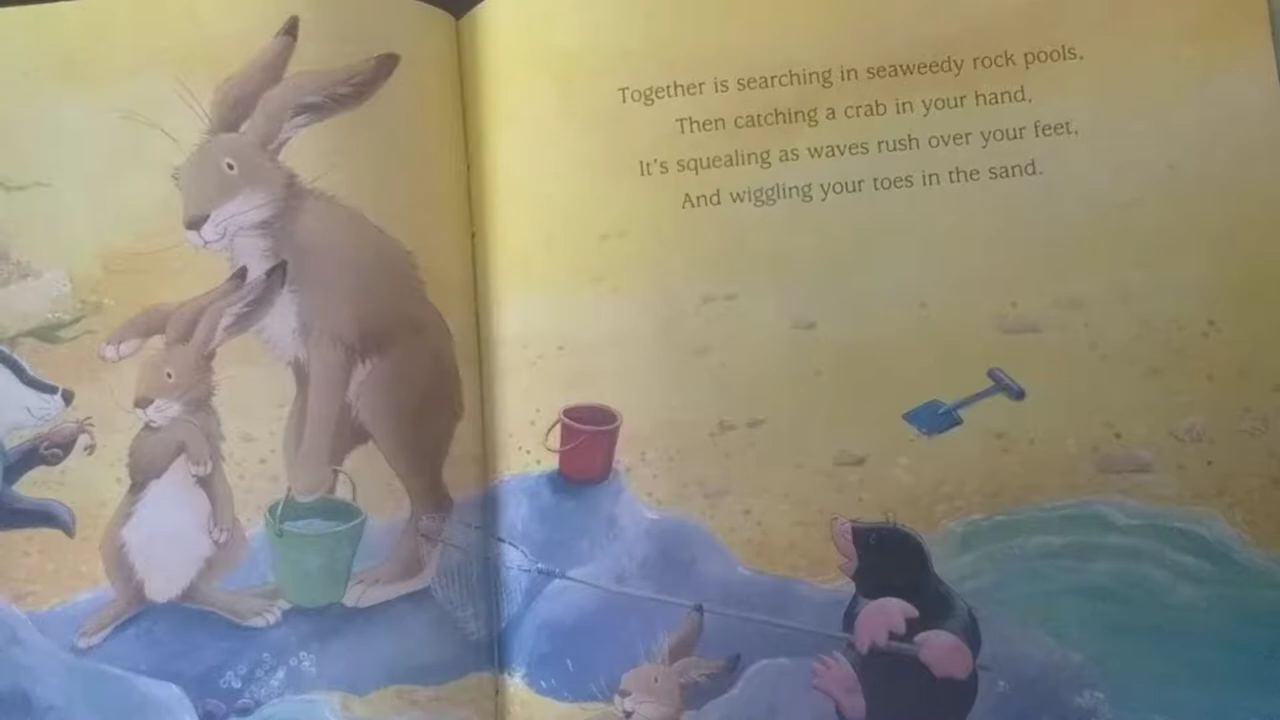 Together is searching in seaweedy rock pools,
Then catching a crab in your hand,
It's squealing as waves rush over your feet,
And wiggling your toes in the sand.